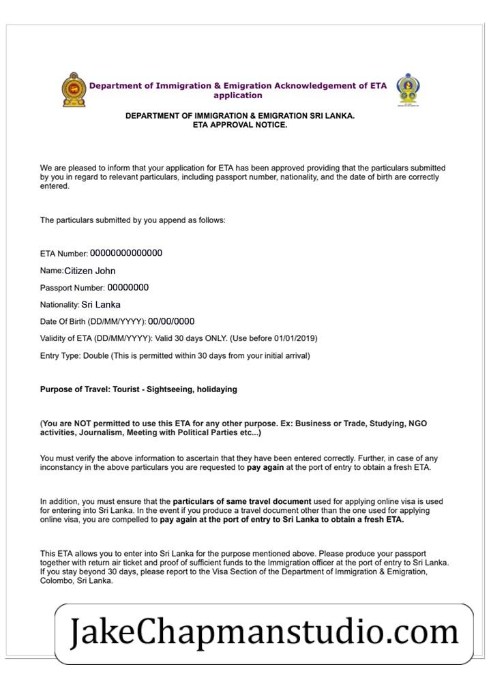 Department of Immigration & Emigration Acknowledgement of ETA
application
DEPARTMENT OF IMMIGRATION & EMIGRATION SRI LANKA.
ETA APPROVAL NOTICE.
We are pleased to inform that your application for ETA has been approved providing that the particulars submitted
by you in regard to relevant particulars, including passport number, nationality, and the date of birth are correctly
entered.
The particulars submitted by you append as follows:
ETA Number: 00000000000000
Name:Citizen John
Passport Number: 00000000
Nationality: Sri Lanka
Date Of Birth (DD/MM/YYYY): 00/00/0000
Validity of ETA (DD/MM/YYYY): Valid 30 days ONLY. (Use before 01/01/2019)
Entry Type: Double (This is permitted within 30 days from your initial arrival)
Purpose of Travel: Tourist - Sightseeing, holidaying
(You are NOT permitted to use this ETA for any other purpose. Ex: Business or Trade, Studying, NGO
activities, Journalism, Meeting with Political Parties etc...)
You must verify the above information to ascertain that they have been entered correctly. Further, in case of any
inconstancy in the above particulars you are requested to pay again at the port of entry to obtain a fresh ETA.
In addition, you must ensure that the particulars of same travel document used for applying online visa is used
for entering into Sri Lanka. In the event if you produce a travel document other than the one used for applying
online visa, you are compelled to pay again at the port of entry to Sri Lanka to obtain a fresh ETA.
This ETA allows you to enter into Sri Lanka for the purpose mentioned above. Please produce your passport
together with return air ticket and proof of sufficient funds to the Immigration officer at the port of entry to Sri Lanka.
If you stay beyond 30 days, please report to the Visa Section of the Department of Immigration & Emigration,
Colombo, Sri Lanka.
JakeChapmanstudio.com